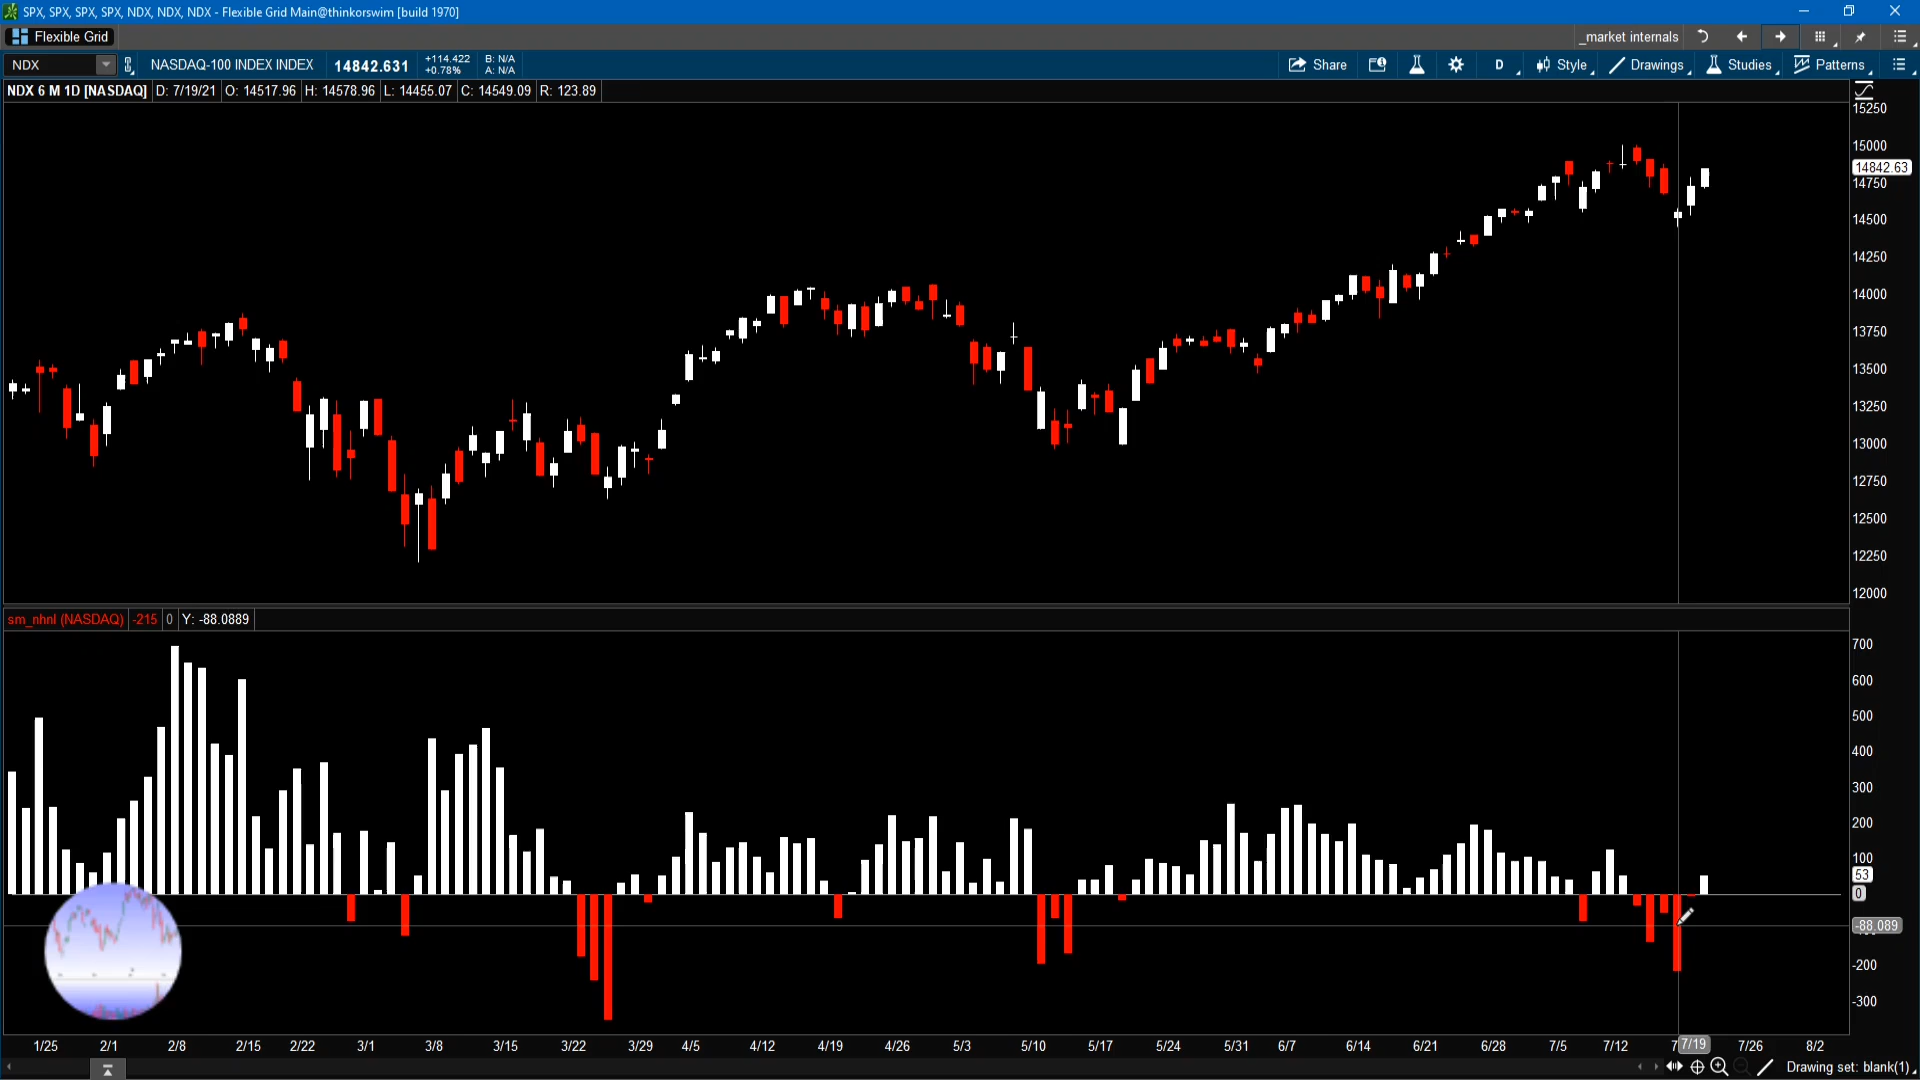 SPX, SPX, SPX, SPX, NDX, NDX, NDX - Flexible Grid Main@thinkorswim [build 1970]
Flexible Grid
_market internals
NDX
NASDAQ-100 INDEX INDEX
14842.631
+114.422
+0.78%
B: N/A
A: N/A
Share
D
Style
Drawings
Studies
Patterns
NDX 6 M 1D [NASDAQ] D: 7/19/21 O: 14517.96 H: 14578.96 L: 14455.07 C: 14549.09 R: 123.89
15250
15000
14842.63
14750
14500
14250
14000
13750
13500
13250
13000
12750
12500
12250
12000
sm_nhnl (NASDAQ) -215 0 Y: -88.0889
700
600
500
400
300
200
100
53
0
-88.089
-200
-300
1/25 2/1 2/8 2/15 2/22 3/1 3/8 3/15 3/22 3/29 4/5 4/12 4/19 4/26 5/3 5/10 5/17 5/24 5/31 6/7 6/14 6/21 6/28 7/5 7/12 7/19 7/26 8/2
Drawing set: blank(1)